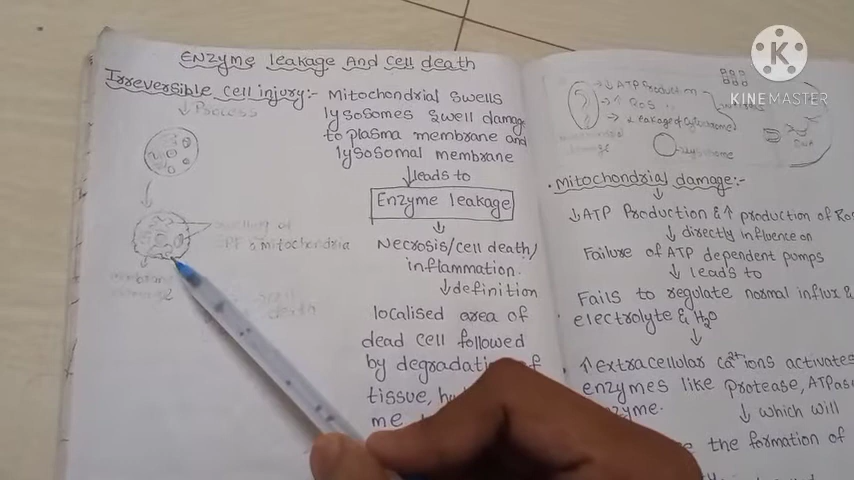 Enzyme leakage And cell death
Irreversible cell injury:- Mitochondrial swells
↓ Process
lysosomes swell damage
to plasma membrane and
lysosomal membrane
↓ leads to
Enzyme leakage
↓
swelling of
mitochondria
Necrosis/cell death/
inflammation.
↓ definition
membrane
death
localised area of
dead cell followed
by degradation of
tissue,
me
→ ↓ ATP Production
→ ↑ ROS
→ Leakage of
lysosome
DNA
• Mitochondrial damage:-
↓
↓ ATP Production & ↑ production of ROS
↓ directly influence on
Failure of ATP dependent pumps
↓ leads to
Fails to regulate normal influx &
electrolyte & H2O
↓
↑ extracellular Ca2+ ions activates
enzymes like protease, ATPase
enzyme.
↓ which will
the formation of
K
KINEMASTER